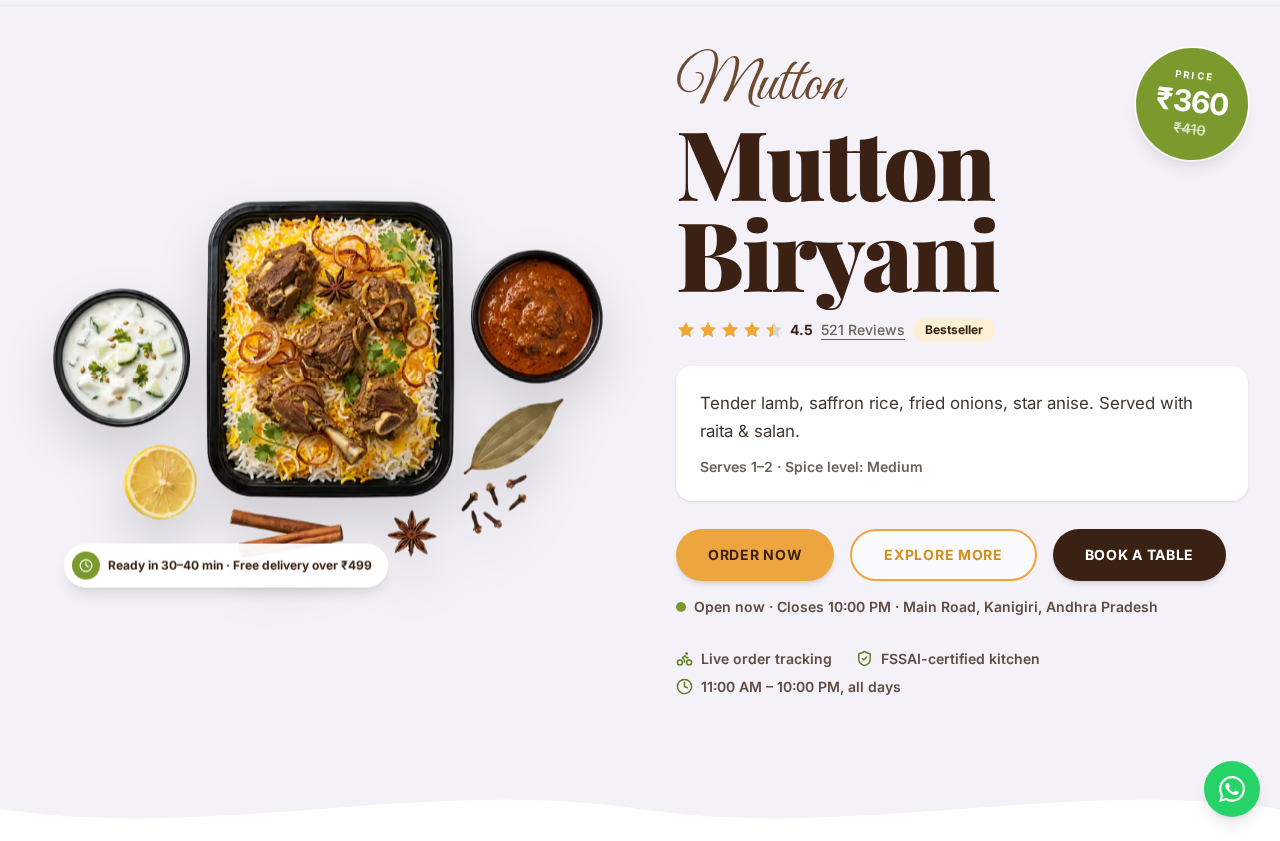 Mutton
PRICE
₹360
₹410
Mutton
Biryani
4.5 521 Reviews Bestseller
Tender lamb, saffron rice, fried onions, star anise. Served with
raita & salan.
Serves 1–2 · Spice level: Medium
ORDER NOW EXPLORE MORE BOOK A TABLE
Ready in 30–40 min · Free delivery over ₹499
Open now · Closes 10:00 PM · Main Road, Kanigiri, Andhra Pradesh
Live order tracking FSSAI-certified kitchen
11:00 AM – 10:00 PM, all days